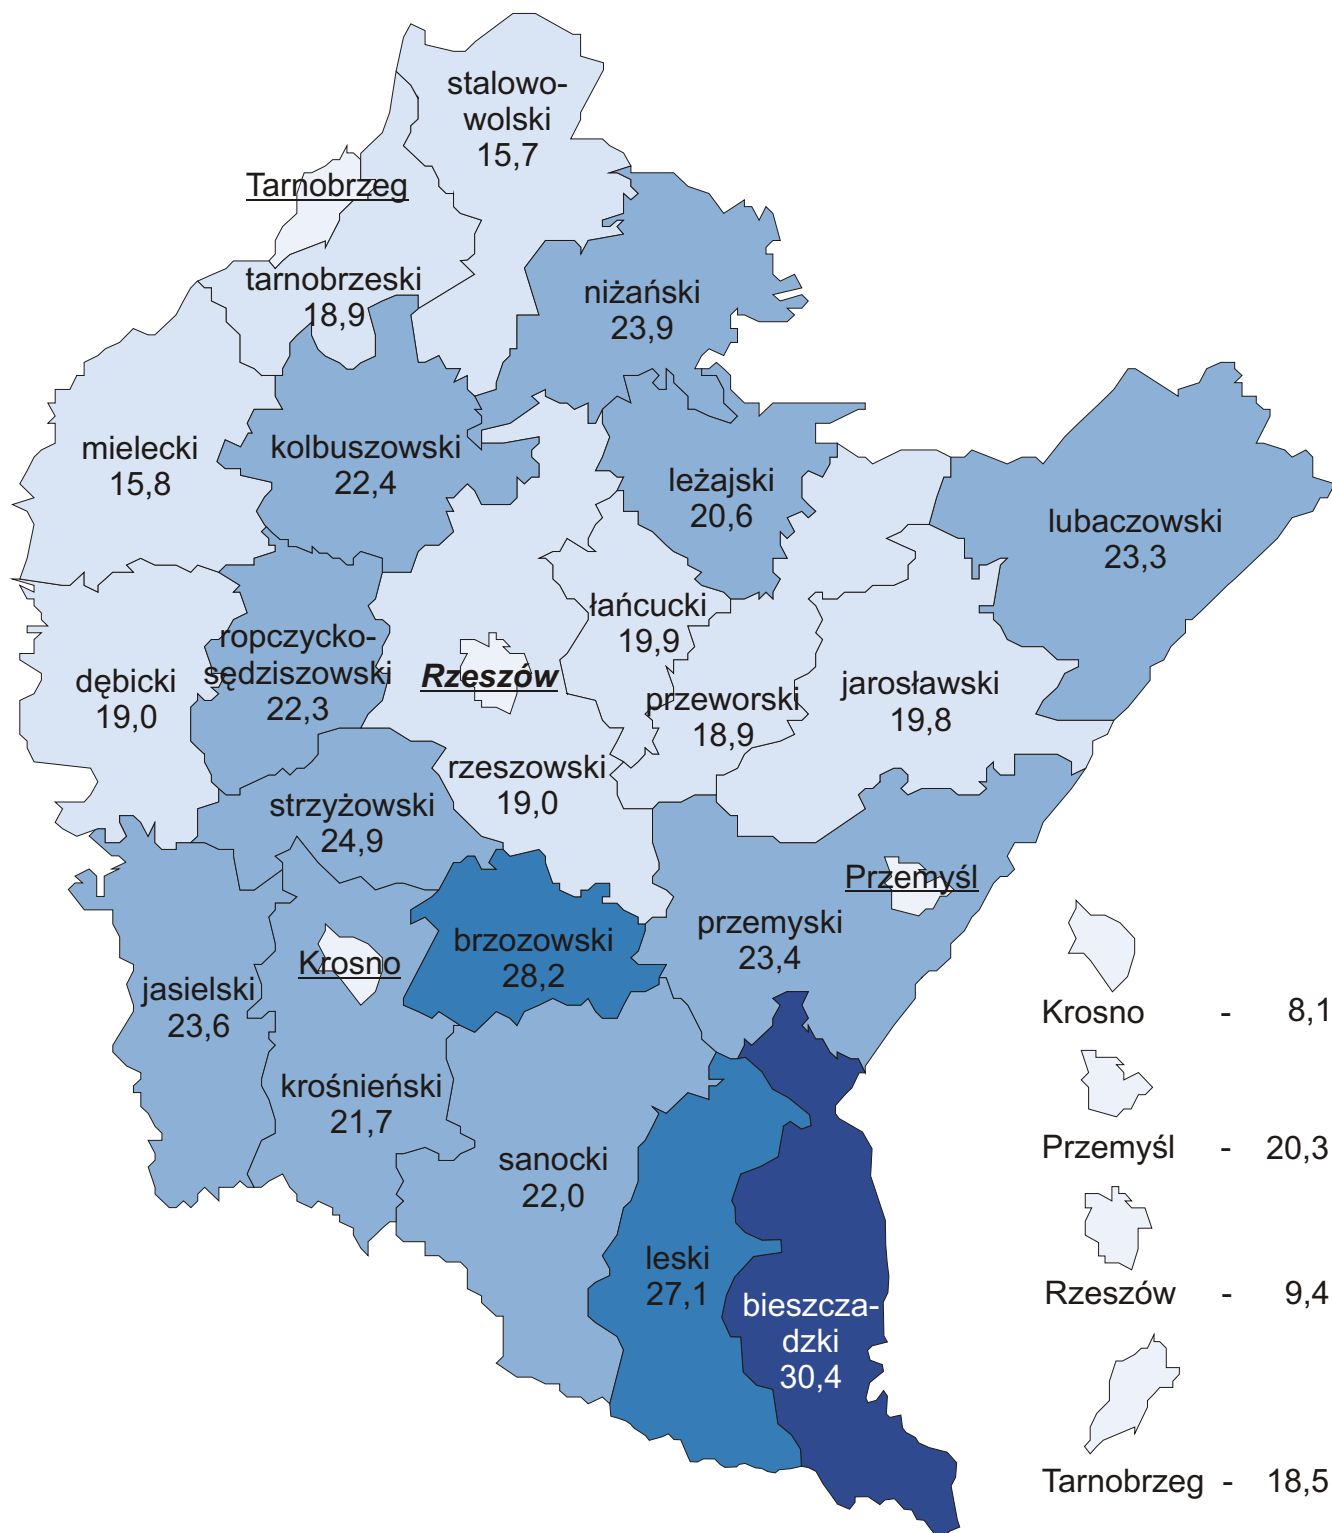 stalowo-
wolski
15,7
Tarnobrzeg
tarnobrzeski
18,9
niżański
23,9
mielecki
15,8
kolbuszowski
22,4
leżajski
20,6
lubaczowski
23,3
łańcucki
19,9
ropczycko-
sędziszowski
22,3
dębicki
19,0
Rzeszów
przeworski
18,9
jarosławski
19,8
rzeszowski
19,0
strzyżowski
24,9
Przemyśl
przemyski
23,4
brzozowski
28,2
Krosno
jasielski
23,6
krośnieński
21,7
sanocki
22,0
leski
27,1
bieszcza-
dzki
30,4
Krosno - 8,1
Przemyśl - 20,3
Rzeszów - 9,4
Tarnobrzeg - 18,5